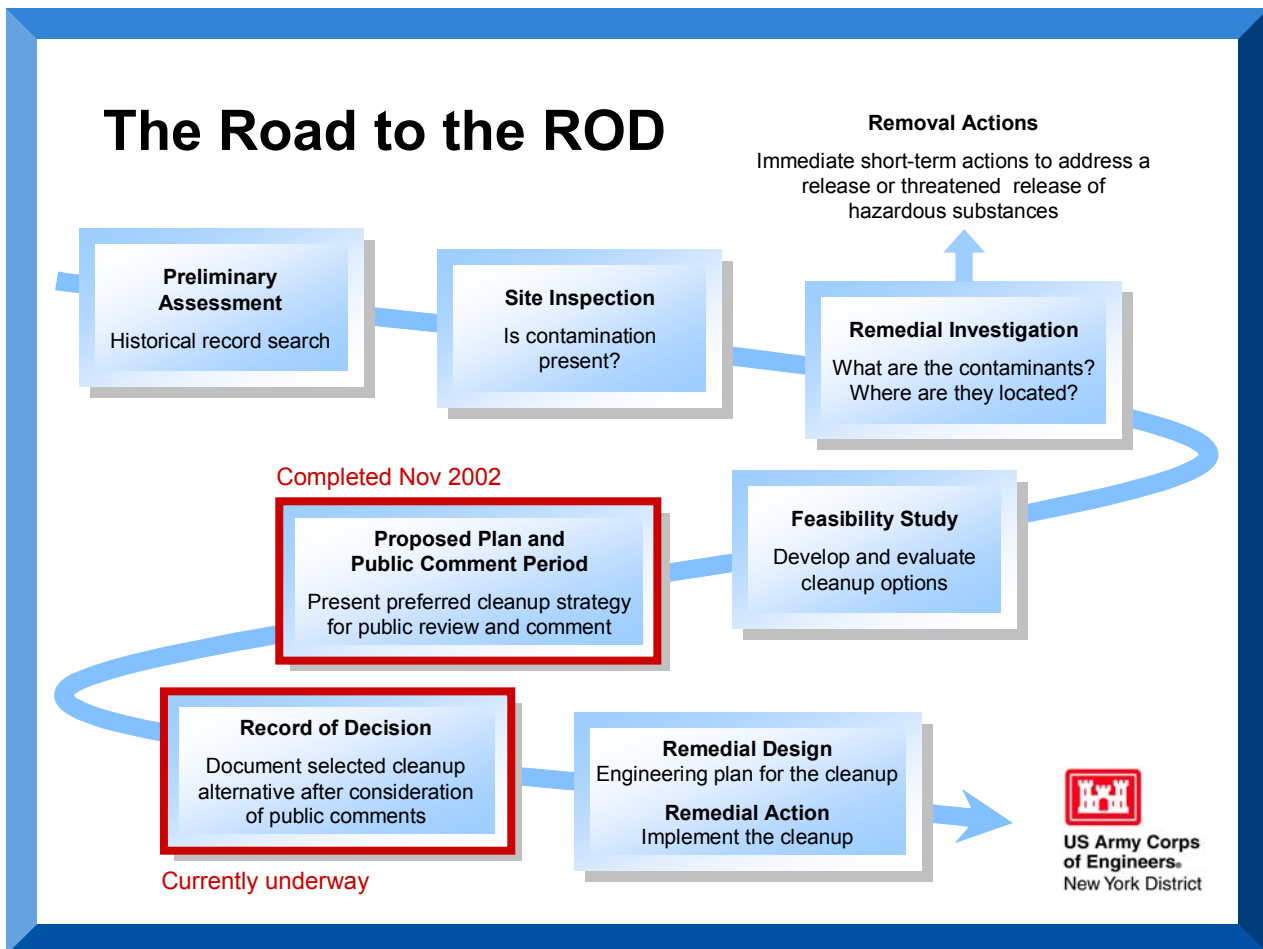 The Road to the ROD
Removal Actions
Immediate short-term actions to address a
release or threatened release of
hazardous substances
Preliminary
Assessment
Historical record search
Site Inspection
Is contamination
present?
Remedial Investigation
What are the contaminants?
Where are they located?
Feasibility Study
Develop and evaluate
cleanup options
Completed Nov 2002
Proposed Plan and
Public Comment Period
Present preferred cleanup strategy
for public review and comment
Record of Decision
Document selected cleanup
alternative after consideration
of public comments
Currently underway
Remedial Design
Engineering plan for the cleanup
Remedial Action
Implement the cleanup
US Army Corps
of Engineers®
New York District